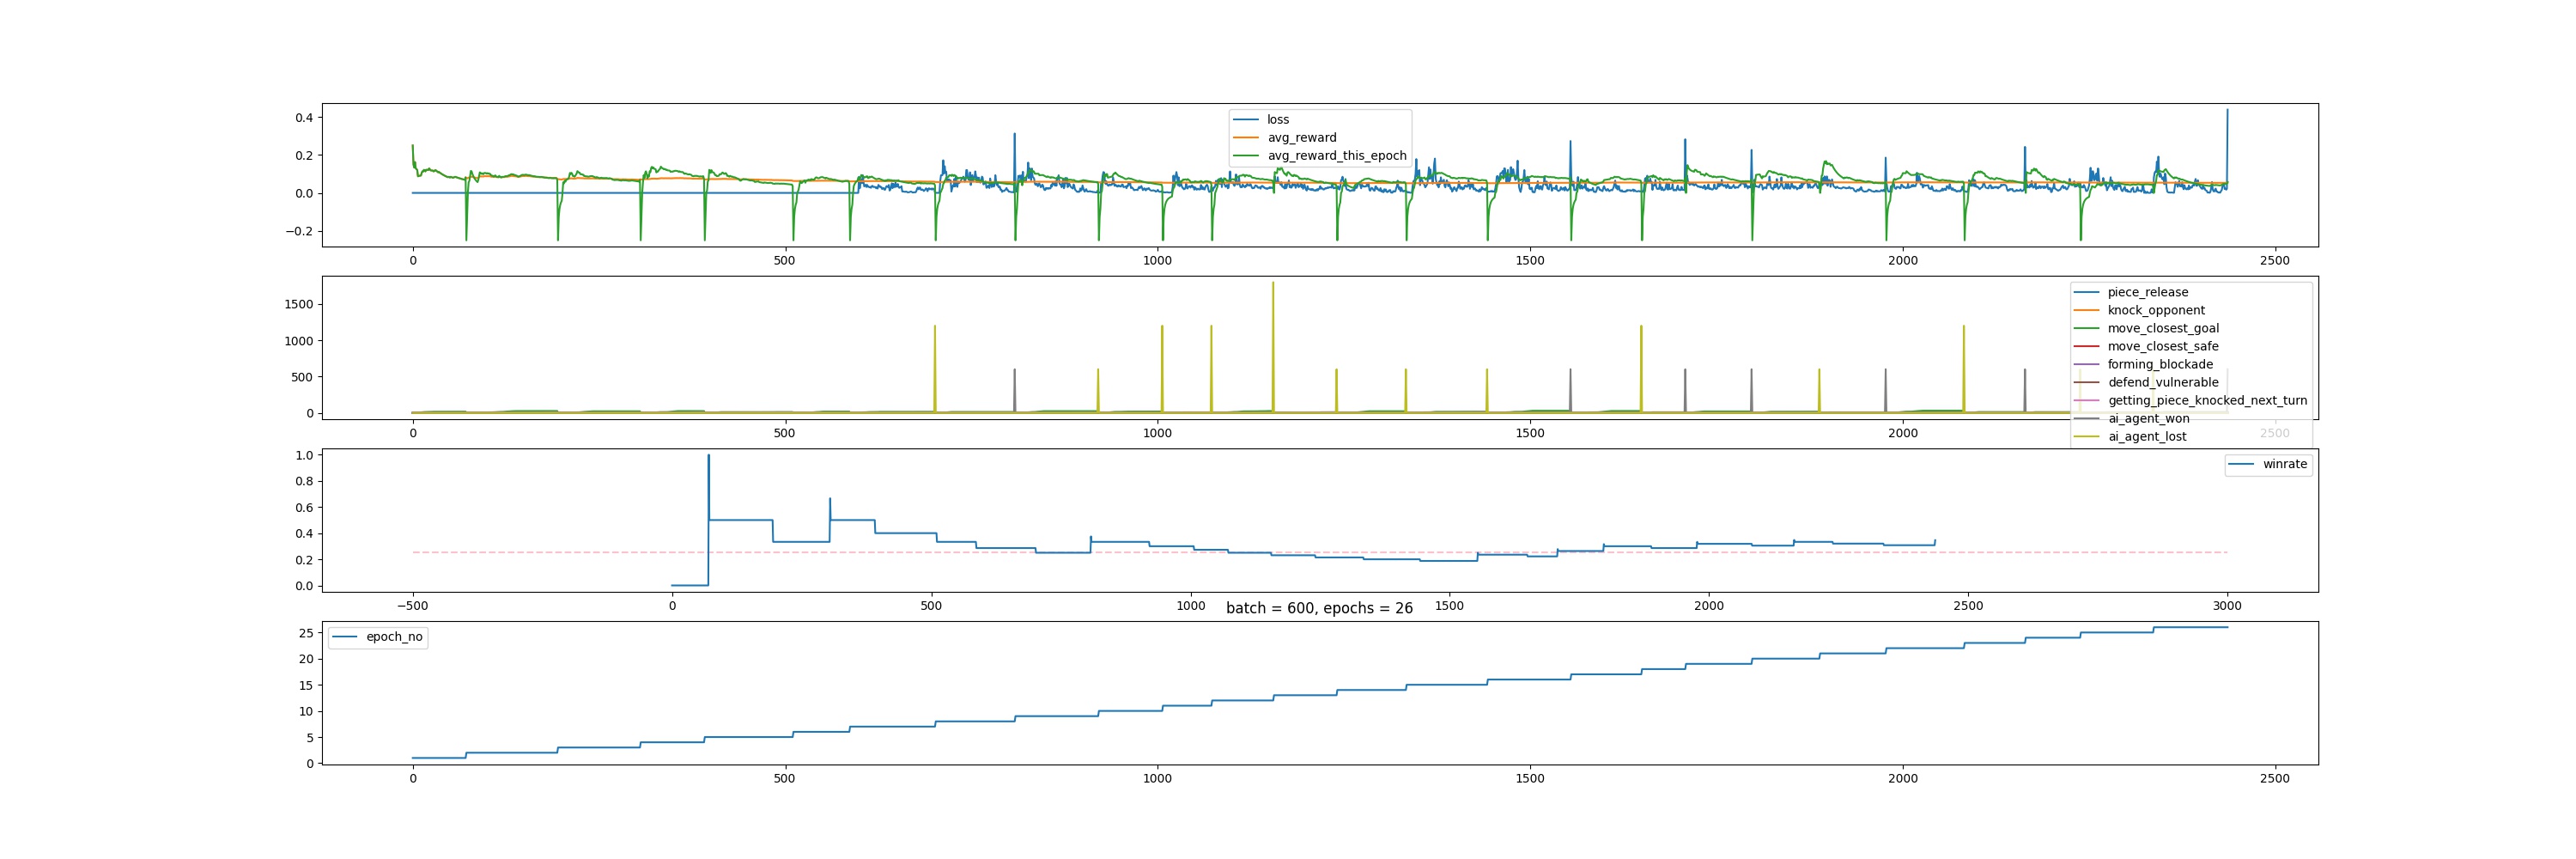 0.4
0.2
0.0
−0.2
loss
avg_reward
avg_reward_this_epoch
0 500 1000 1500 2000 2500
1500
1000
500
0
piece_release
knock_opponent
move_closest_goal
move_closest_safe
forming_blockade
defend_vulnerable
getting_piece_knocked_next_turn
ai_agent_won
ai_agent_lost
0 500 1000 1500 2000 2500
1.0
0.8
0.6
0.4
0.2
0.0
winrate
−500 0 500 1000 1500 2000 2500 3000
batch = 600, epochs = 26
25
20
15
10
5
0
epoch_no
0 500 1000 1500 2000 2500